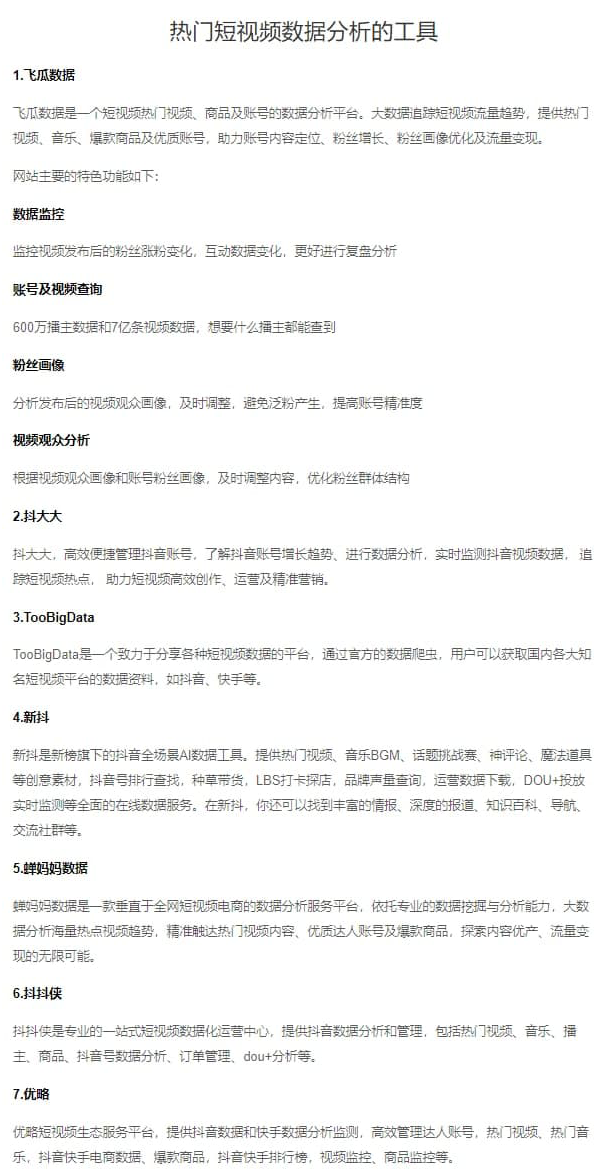 热门短视频数据分析的工具
1.飞瓜数据
飞瓜数据是一个短视频热门视频、商品及账号的数据分析平台。大数据追踪短视频流量趋势，提供热门
视频、音乐、爆款商品及优质账号，助力账号内容定位、粉丝增长、粉丝画像优化及流量变现。
网站主要的特色功能如下：
数据监控
监控视频发布后的粉丝涨粉变化，互动数据变化，更好进行复盘分析
账号及视频查询
600万播主数据和7亿条视频数据，想要什么播主都能查到
粉丝画像
分析发布后的视频观众画像，及时调整，避免泛粉产生，提高账号精准度
视频观众分析
根据视频观众画像和账号粉丝画像，及时调整内容，优化粉丝群体结构
2.抖大大
抖大大，高效便捷管理抖音账号，了解抖音账号增长趋势、进行数据分析，实时监测抖音视频数据， 追
踪短视频热点， 助力短视频高效创作、运营及精准营销。
3.TooBigData
TooBigData是一个致力于分享各种短视频数据的平台，通过官方的数据爬虫，用户可以获取国内各大知
名短视频平台的数据资料，如抖音、快手等。
4.新抖
新抖是新榜旗下的抖音全场景AI数据工具。提供热门视频、音乐BGM、话题挑战赛、神评论、魔法道具
等创意素材，抖音号排行查找，种草带货，LBS打卡探店，品牌声量查询，运营数据下载，DOU+投放
实时监测等全面的在线数据服务。在新抖，你还可以找到丰富的情报、深度的报道、知识百科、导航、
交流社群等。
5.蝉妈妈数据
蝉妈妈数据是一款垂直于全网短视频电商的数据分析服务平台，依托专业的数据挖掘与分析能力，大数
据分析海量热点视频趋势，精准触达热门视频内容、优质达人账号及爆款商品，探索内容优产、流量变
现的无限可能。
6.抖抖侠
抖抖侠是专业的一站式短视频数据化运营中心，提供抖音数据分析和管理，包括热门视频、音乐、播
主、商品、抖音号数据分析、订单管理、dou+分析等。
7.优略
优略短视频生态服务平台，提供抖音数据和快手数据分析监测，高效管理达人账号，热门视频、热门音
乐，抖音快手电商数据、爆款商品，抖音快手排行榜，视频监控、商品监控等。